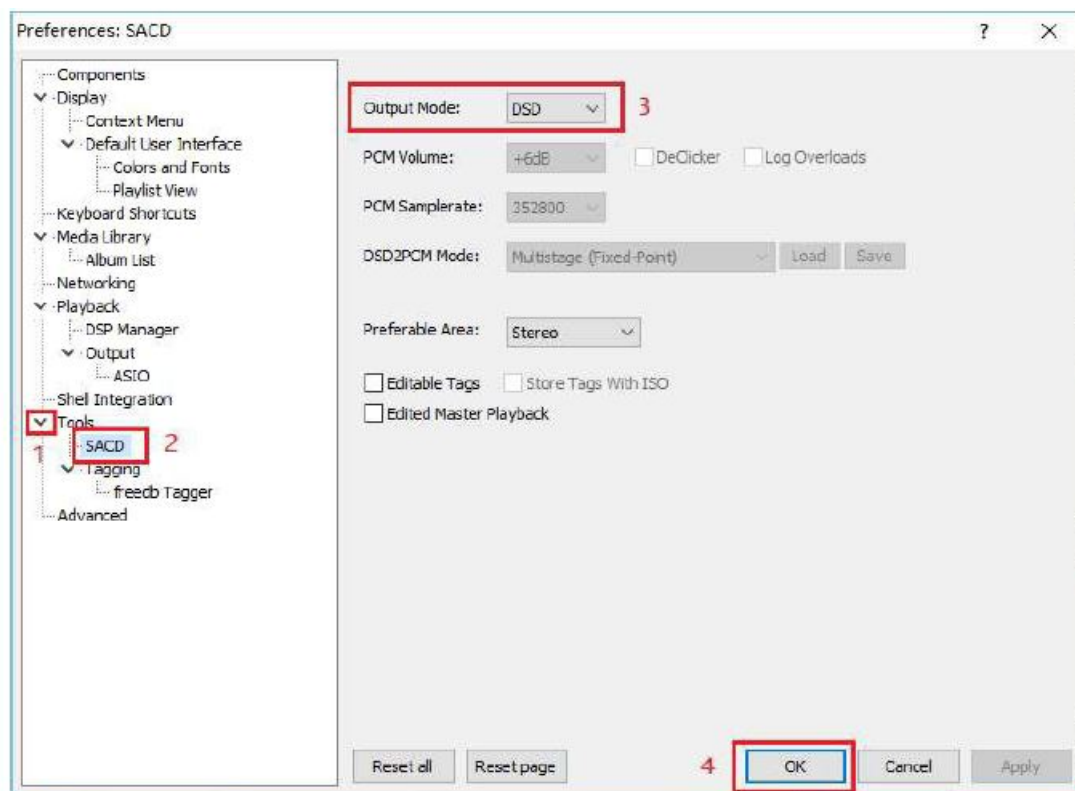 Preferences: SACD ?
Components
Display
Context Menu
Default User Interface
Colors and Fonts
Playlist View
Keyboard Shortcuts
Media Library
Album List
Networking
Playback
DSP Manager
Output
ASIO
Shell Integration
Tools
1
SACD 2
Tagging
freedb Tagger
Advanced
Output Mode: DSD 3
PCM Volume: +6dB DeClicker Log Overloads
PCM Samplerate: 352800
DSD2PCM Mode: Multistage (Fixed-Point) Load Save
Preferable Area: Stereo
Editable Tags Store Tags With ISO
Edited Master Playback
Reset all Reset page 4 OK Cancel Apply